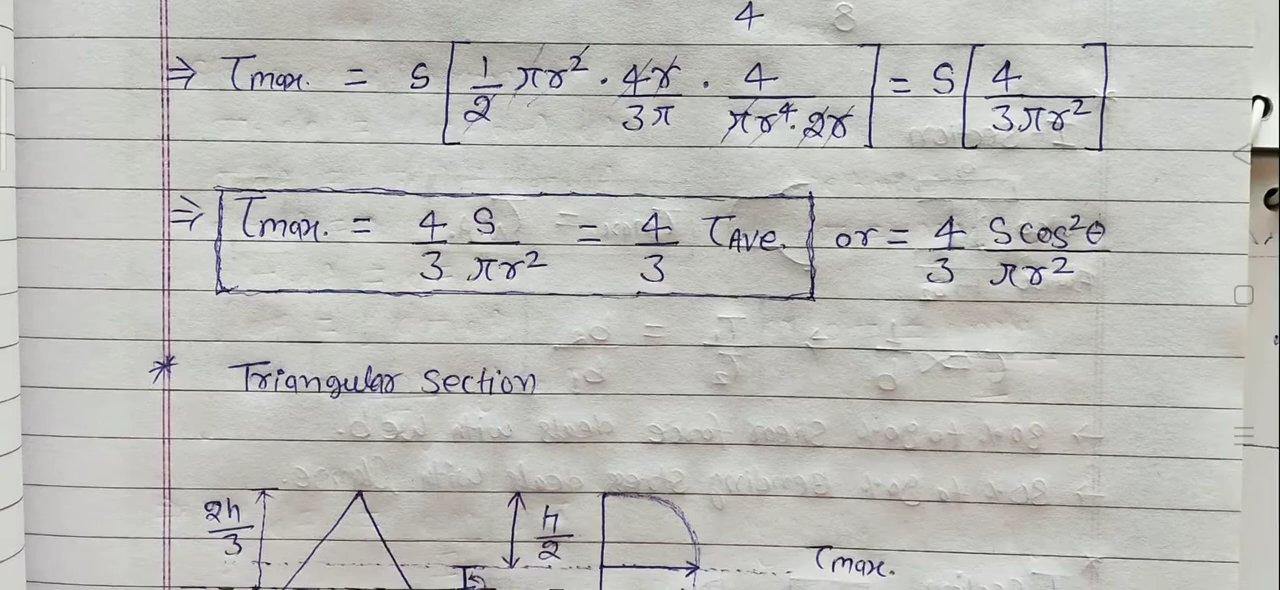 4 8
⇒ τmax. = S[1/2 πr² · 4r/3π · 4/πr⁴·2r] = S[4/3πr²]
⇒ τmax. = 4/3 S/πr² = 4/3 τAve. or = 4/3 Scos²θ/πr²
* Triangular section
2h/3 h/2
τmax.